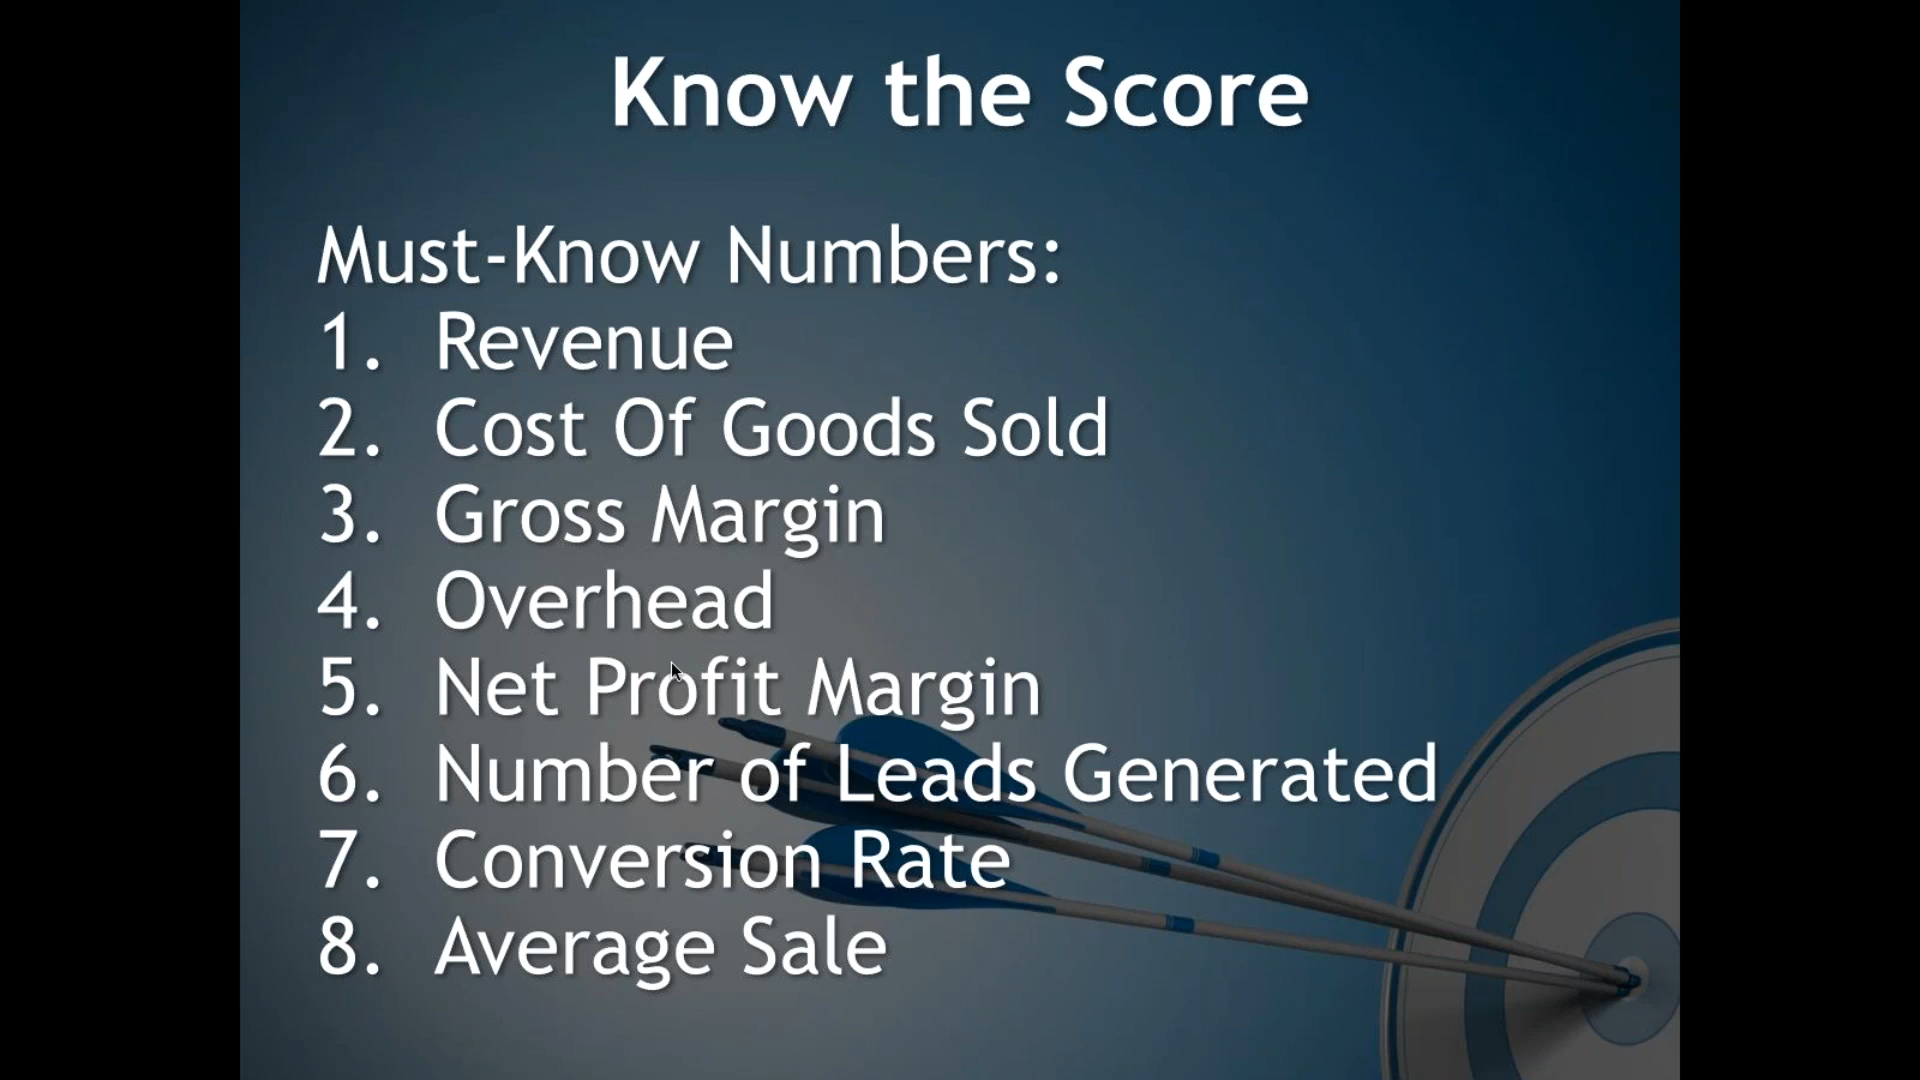 Know the Score
Must-Know Numbers:
1. Revenue
2. Cost Of Goods Sold
3. Gross Margin
4. Overhead
5. Net Profit Margin
6. Number of Leads Generated
7. Conversion Rate
8. Average Sale